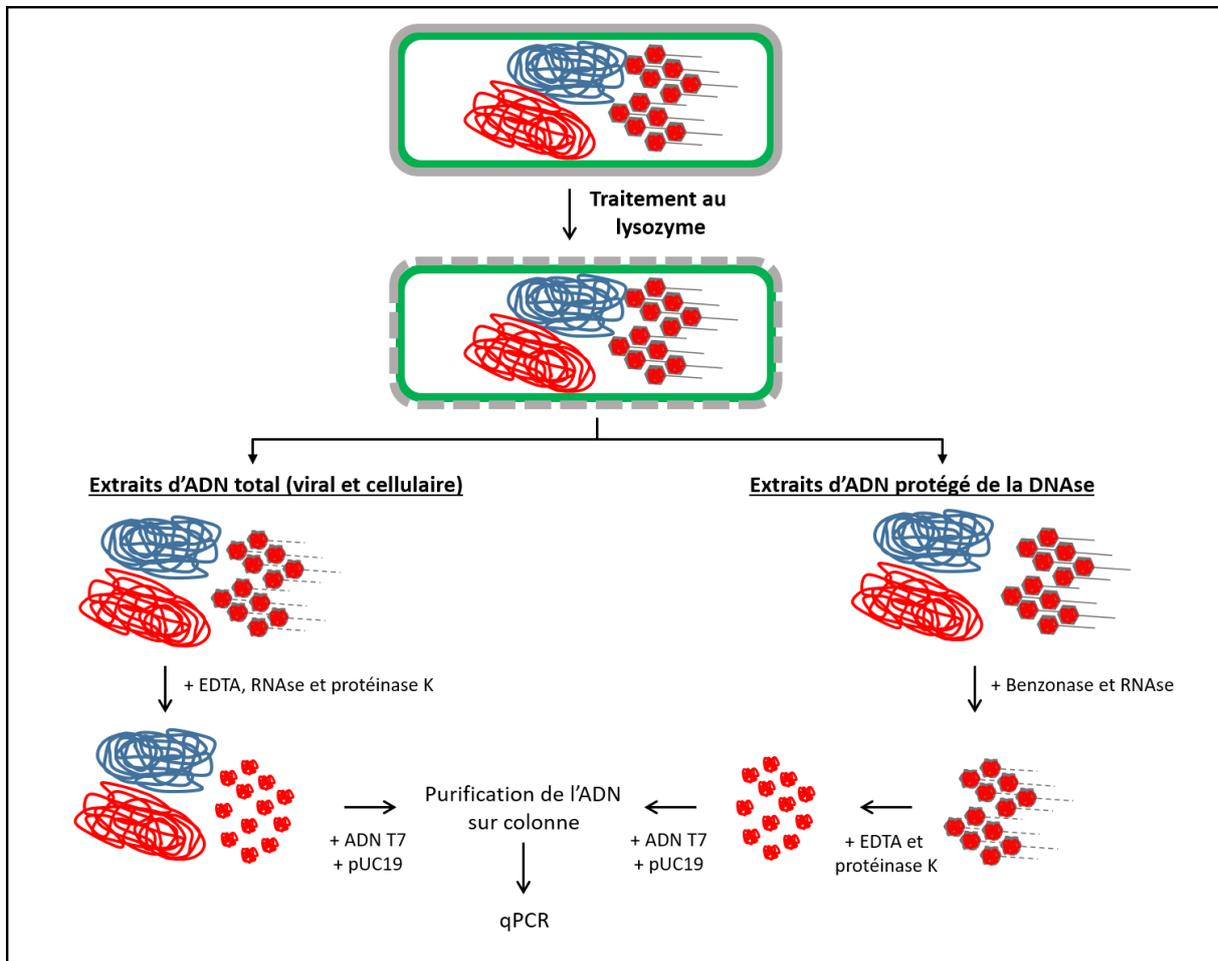 Traitement au
lysozyme
Extraits d'ADN total (viral et cellulaire)
Extraits d'ADN protégé de la DNAse
+ EDTA, RNAse et protéinase K
+ Benzonase et RNAse
Purification de l'ADN
sur colonne
+ ADN T7
+ pUC19
+ ADN T7
+ pUC19
+ EDTA et
protéinase K
qPCR